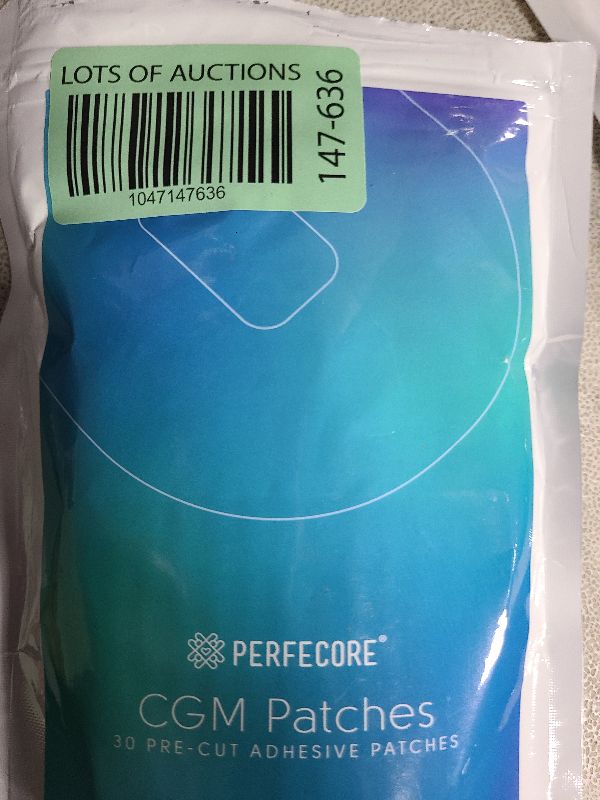 LOTS OF AUCTIONS
147-636
1047147636
PERFECORE®
CGM Patches
30 PRE-CUT ADHESIVE PATCHES